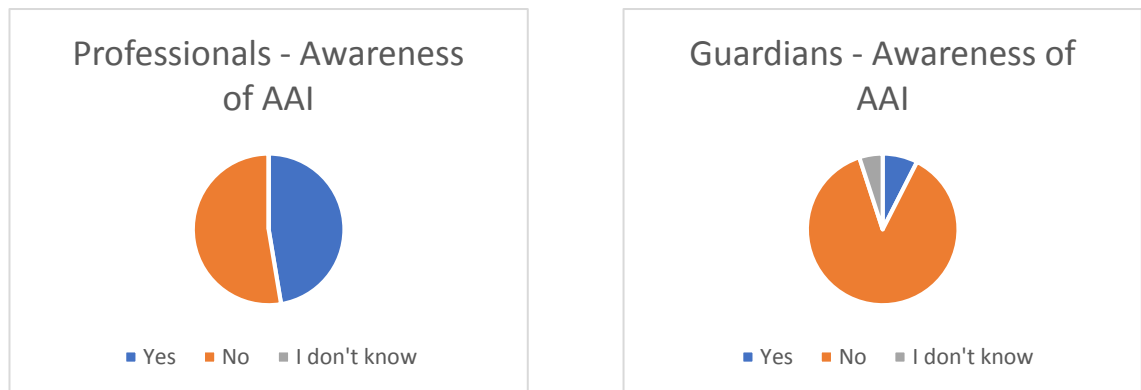 Professionals - Awareness
of AAI
Yes No I don't know
Guardians - Awareness of
AAI
Yes No I don't know